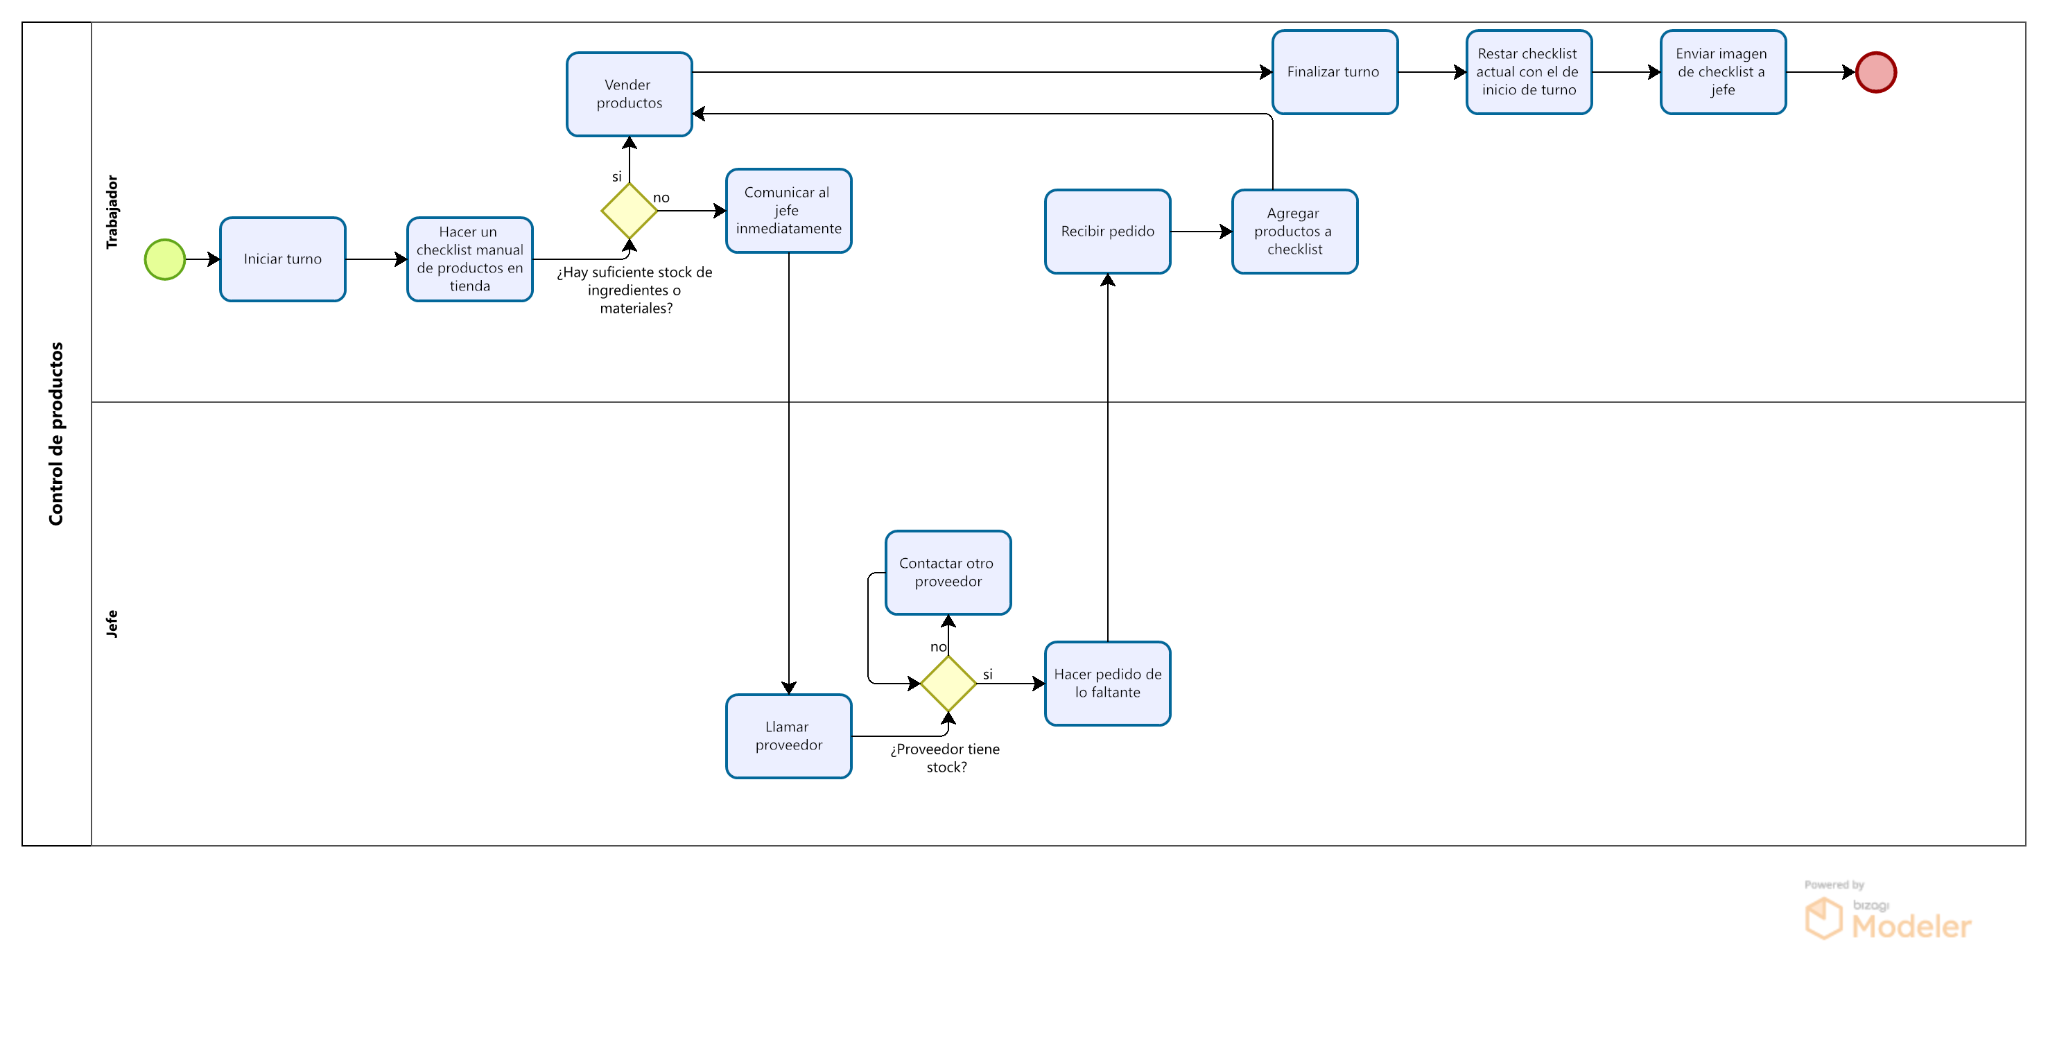 Control de productos
Trabajador
Iniciar turno
Hacer un
checklist manual
de productos en
tienda
¿Hay suficiente stock de
ingredientes o
materiales?
si
no
Vender
productos
Comunicar al
jefe
inmediatamente
Recibir pedido
Agregar
productos a
checklist
Finalizar turno
Restar checklist
actual con el de
inicio de turno
Enviar imagen
de checklist a
jefe
Jefe
Llamar
proveedor
¿Proveedor tiene
stock?
no
si
Contactar otro
proveedor
Hacer pedido de
lo faltante
Powered by
bizagi
Modeler